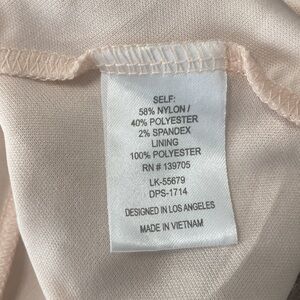 SELF:
58% NYLON /
40% POLYESTER
2% SPANDEX
LINING
100% POLYESTER
RN # 139705
LK-55679
DPS-1714
DESIGNED IN LOS ANGELES
MADE IN VIETNAM